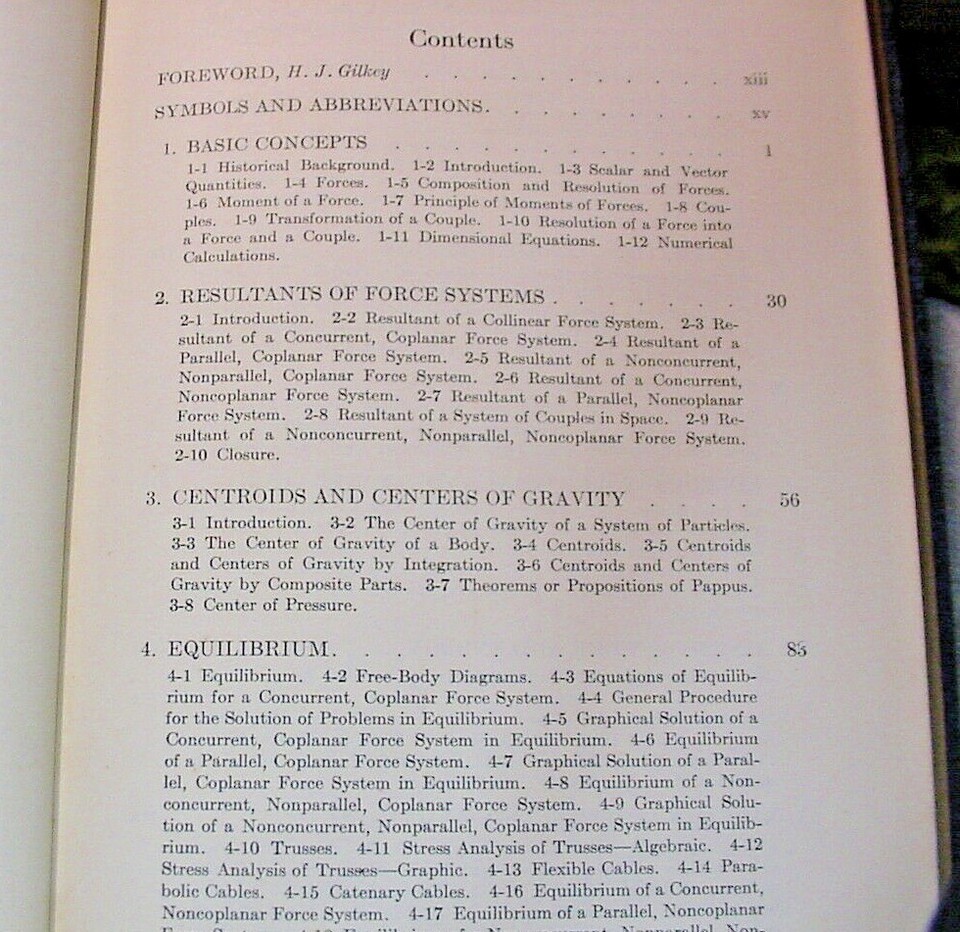 Contents
FOREWORD, H. J. Gilkey . . . . . . . . . . . . xiii
SYMBOLS AND ABBREVIATIONS. . . . . . . . . . xv
1. BASIC CONCEPTS . . . . . . . . . . . . . 1
1-1 Historical Background. 1-2 Introduction. 1-3 Scalar and Vector
Quantities. 1-4 Forces. 1-5 Composition and Resolution of Forces.
1-6 Moment of a Force. 1-7 Principle of Moments of Forces. 1-8 Cou-
ples. 1-9 Transformation of a Couple. 1-10 Resolution of a Force into
a Force and a Couple. 1-11 Dimensional Equations. 1-12 Numerical
Calculations.
2. RESULTANTS OF FORCE SYSTEMS . . . . . . . 30
2-1 Introduction. 2-2 Resultant of a Collinear Force System. 2-3 Re-
sultant of a Concurrent, Coplanar Force System. 2-4 Resultant of a
Parallel, Coplanar Force System. 2-5 Resultant of a Nonconcurrent,
Nonparallel, Coplanar Force System. 2-6 Resultant of a Concurrent,
Noncoplanar Force System. 2-7 Resultant of a Parallel, Noncoplanar
Force System. 2-8 Resultant of a System of Couples in Space. 2-9 Re-
sultant of a Nonconcurrent, Nonparallel, Noncoplanar Force System.
2-10 Closure.
3. CENTROIDS AND CENTERS OF GRAVITY . . . . 56
3-1 Introduction. 3-2 The Center of Gravity of a System of Particles.
3-3 The Center of Gravity of a Body. 3-4 Centroids. 3-5 Centroids
and Centers of Gravity by Integration. 3-6 Centroids and Centers of
Gravity by Composite Parts. 3-7 Theorems or Propositions of Pappus.
3-8 Center of Pressure.
4. EQUILIBRIUM. . . . . . . . . . . . . . 85
4-1 Equilibrium. 4-2 Free-Body Diagrams. 4-3 Equations of Equilib-
rium for a Concurrent, Coplanar Force System. 4-4 General Procedure
for the Solution of Problems in Equilibrium. 4-5 Graphical Solution of a
Concurrent, Coplanar Force System in Equilibrium. 4-6 Equilibrium
of a Parallel, Coplanar Force System. 4-7 Graphical Solution of a Paral-
lel, Coplanar Force System in Equilibrium. 4-8 Equilibrium of a Non-
concurrent, Nonparallel, Coplanar Force System. 4-9 Graphical Solu-
tion of a Nonconcurrent, Nonparallel, Coplanar Force System in Equilib-
rium. 4-10 Trusses. 4-11 Stress Analysis of Trusses—Algebraic. 4-12
Stress Analysis of Trusses—Graphic. 4-13 Flexible Cables. 4-14 Para-
bolic Cables. 4-15 Catenary Cables. 4-16 Equilibrium of a Concurrent,
Noncoplanar Force System. 4-17 Equilibrium of a Parallel, Noncoplanar